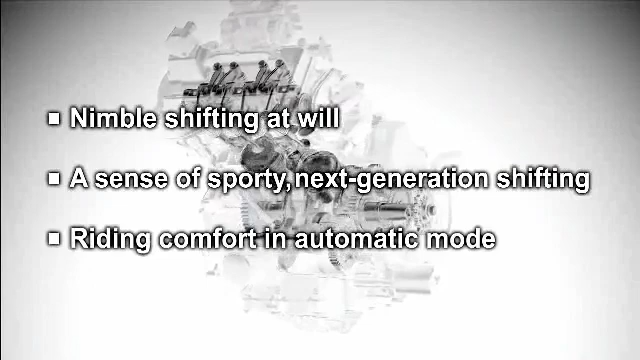 Nimble shifting at will
A sense of sporty,next-generation shifting
Riding comfort in automatic mode